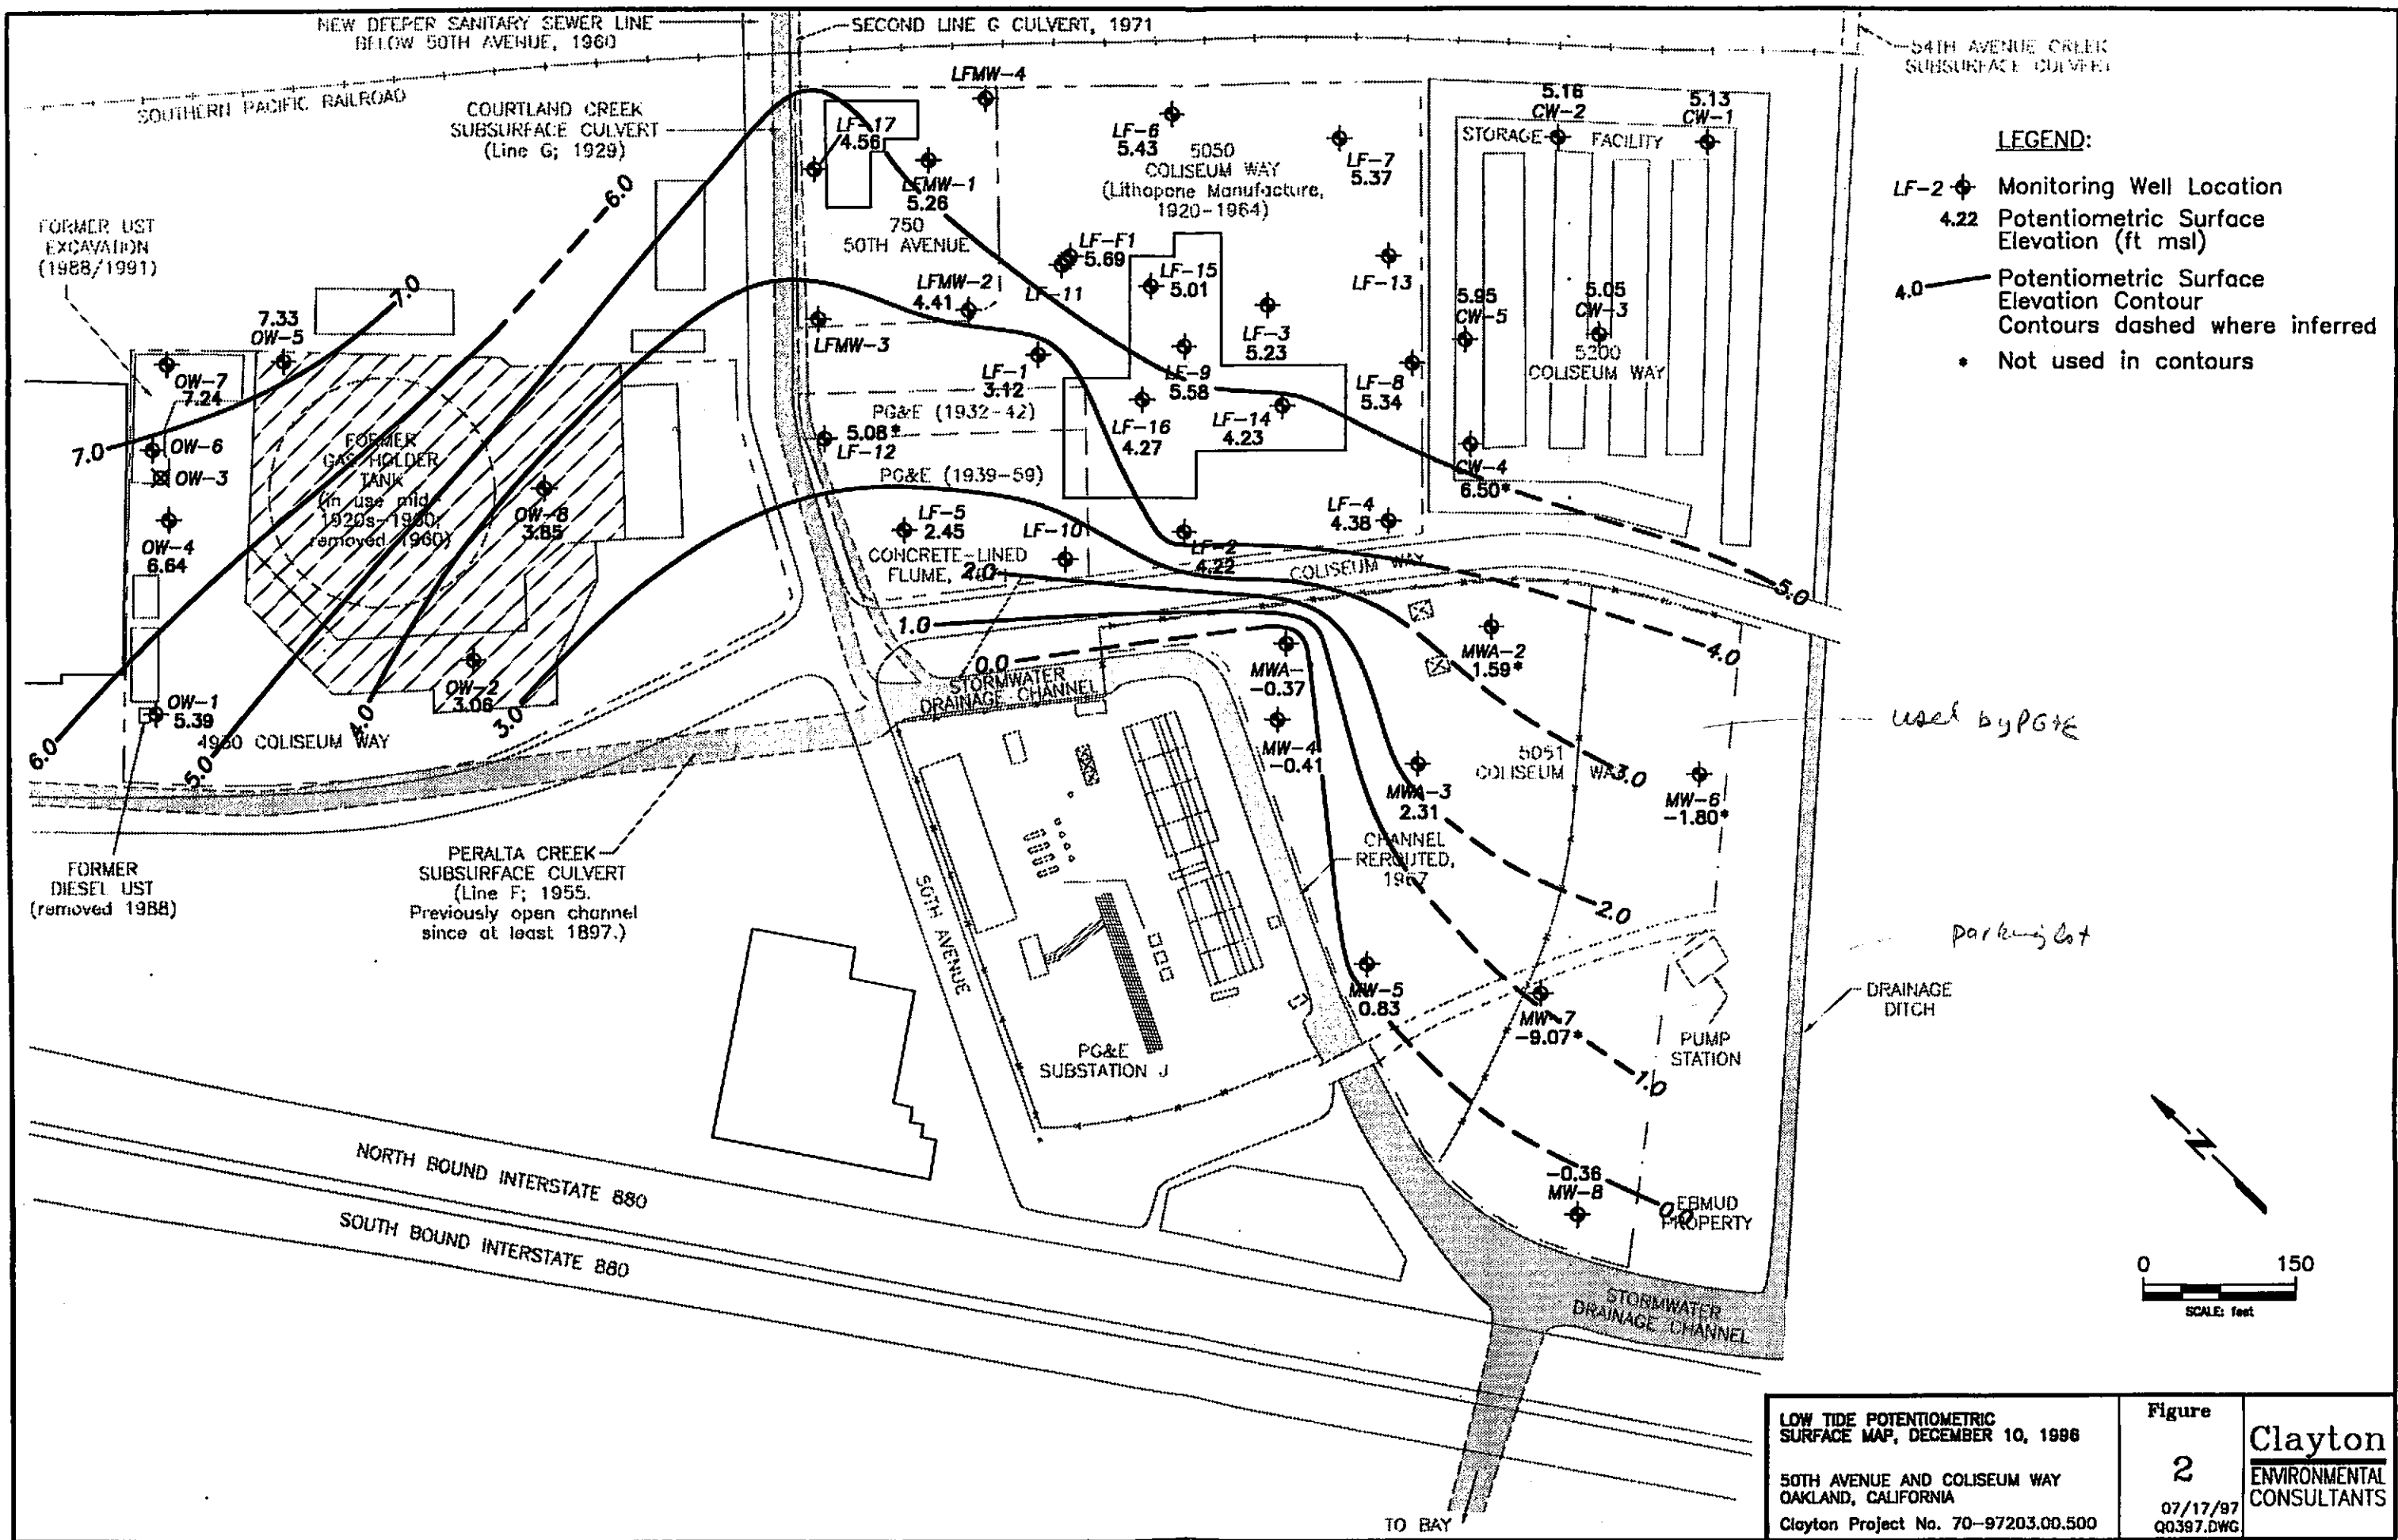 NEW DEEPER SANITARY SEWER LINE
BELOW 50TH AVENUE, 1960
SECOND LINE G CULVERT, 1971
54TH AVENUE CREEK
SUBSURFACE CULVERT
SOUTHERN PACIFIC RAILROAD
COURTLAND CREEK
SUBSURFACE CULVERT
(Line G; 1929)
LFMW-4
LF-17
4.56
LFMW-1
5.26
750
50TH AVENUE
LF-6
5.43
5050
COLISEUM WAY
(Lithopone Manufacture,
1920-1964)
LF-7
5.37
5.16
CW-2
5.13
CW-1
STORAGE FACILITY
LEGEND:
LF-2 Monitoring Well Location
4.22 Potentiometric Surface
Elevation (ft msl)
4.0 Potentiometric Surface
Elevation Contour
Contours dashed where inferred
* Not used in contours
FORMER UST
EXCAVATION
(1988/1991)
6.0
7.0
7.33
OW-5
OW-7
7.24
7.0
OW-6
OW-3
OW-4
6.64
FORMER
GAS HOLDER
TANK
(in use mid-
1920s-1960;
removed 1960)
OW-8
3.85
OW-2
3.06
OW-1
5.39
4930 COLISEUM WAY
6.0
5.0
4.0
3.0
LF-F1
5.69
LF-11
LFMW-2
4.41
LFMW-3
LF-15
5.01
LF-3
5.23
LF-13
5.95
CW-5
5.05
CW-3
5200
COLISEUM WAY
LF-1
3.12
LF-9
5.58
LF-8
5.34
PG&E (1932-42)
5.08*
LF-12
LF-16
4.27
LF-14
4.23
CW-4
6.50*
PG&E (1939-59)
LF-5
2.45
LF-10
LF-4
4.38
LF-2
4.22
CONCRETE-LINED
FLUME,
2.0
COLISEUM WAY
5.0
4.0
1.0
0.0
STORMWATER
DRAINAGE CHANNEL
MWA-
-0.37
MWA-2
1.59*
MW-4
-0.41
MWA-3
2.31
5051
COLISEUM WAY
3.0
MW-6
-1.80*
used by PG&E
FORMER
DIESEL UST
(removed 1988)
PERALTA CREEK
SUBSURFACE CULVERT
(Line F; 1955.
Previously open channel
since at least 1897.)
50TH AVENUE
CHANNEL
REROUTED,
1967
2.0
parking lot
DRAINAGE
DITCH
MW-5
0.83
MW-7
-9.07*
PUMP
STATION
1.0
PG&E
SUBSTATION J
NORTH BOUND INTERSTATE 880
SOUTH BOUND INTERSTATE 880
-0.36
MW-8
0.0
EBMUD
PROPERTY
N
0 150
SCALE: feet
STORMWATER
DRAINAGE CHANNEL
TO BAY
LOW TIDE POTENTIOMETRIC
SURFACE MAP, DECEMBER 10, 1996
50TH AVENUE AND COLISEUM WAY
OAKLAND, CALIFORNIA
Clayton Project No. 70-97203.00.500
Figure
2
07/17/97
Q0397.DWG
Clayton
ENVIRONMENTAL
CONSULTANTS